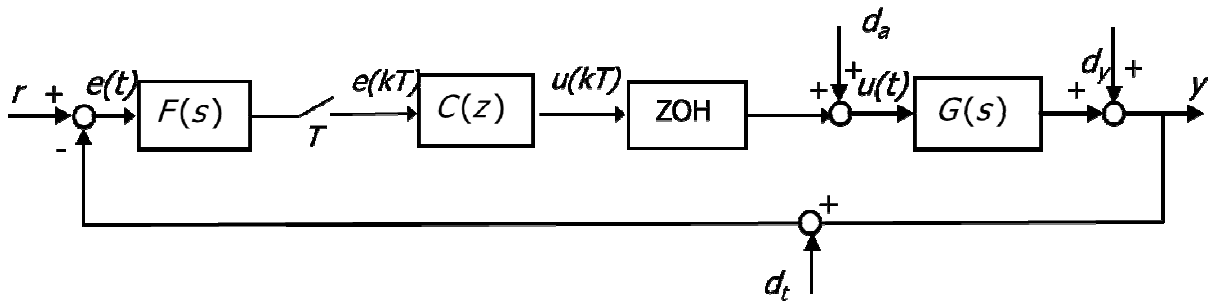 r + e(t) F(s) T e(kT) C(z) u(kT) ZOH + d_a + u(t) G(s) + d_y + y
-
+
d_t